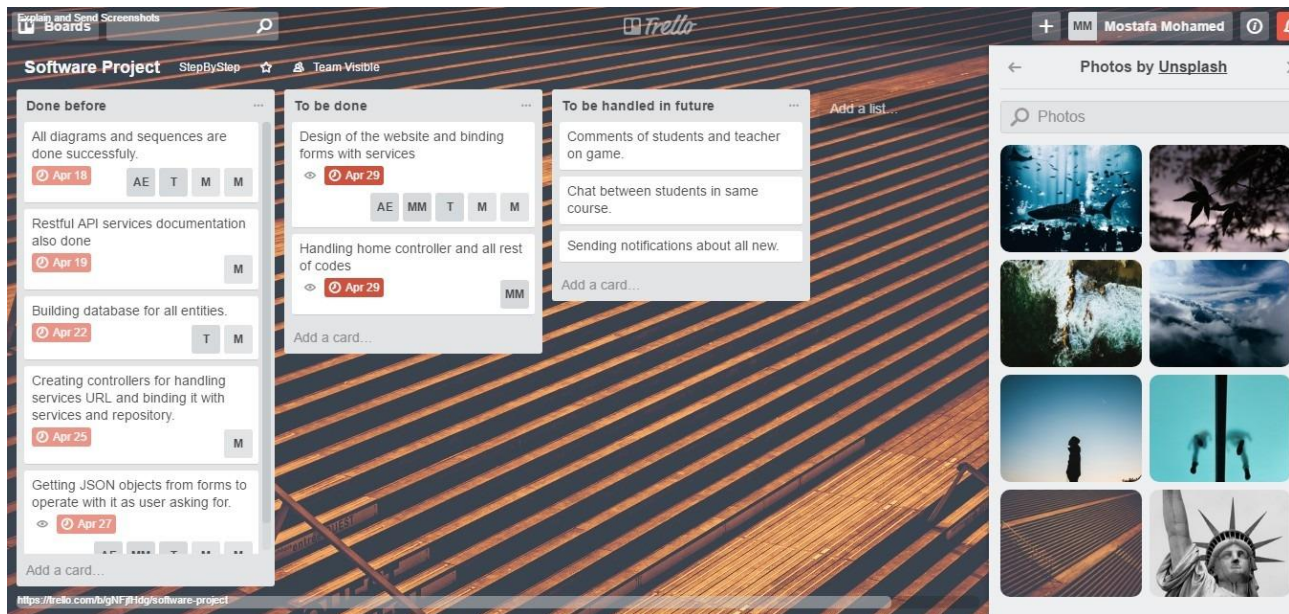 Explain and Send Screenshots
Boards
Trello
MM Mostafa Mohamed
Software Project StepByStep Team Visible
Done before
All diagrams and sequences are
done successfuly.
Apr 18
AE T M M
Restful API services documentation
also done
Apr 19
M
Building database for all entities.
Apr 22
T M
Creating controllers for handling
services URL and binding it with
services and repository.
Apr 25
M
Getting JSON objects from forms to
operate with it as user asking for.
Apr 27
AE MM T M M
Add a card...
To be done
Design of the website and binding
forms with services
Apr 29
AE MM T M M
Handling home controller and all rest
of codes
Apr 29
MM
Add a card...
To be handled in future
Comments of students and teacher
on game.
Chat between students in same
course.
Sending notifications about all new.
Add a card...
Add a list...
Photos by Unsplash
Photos